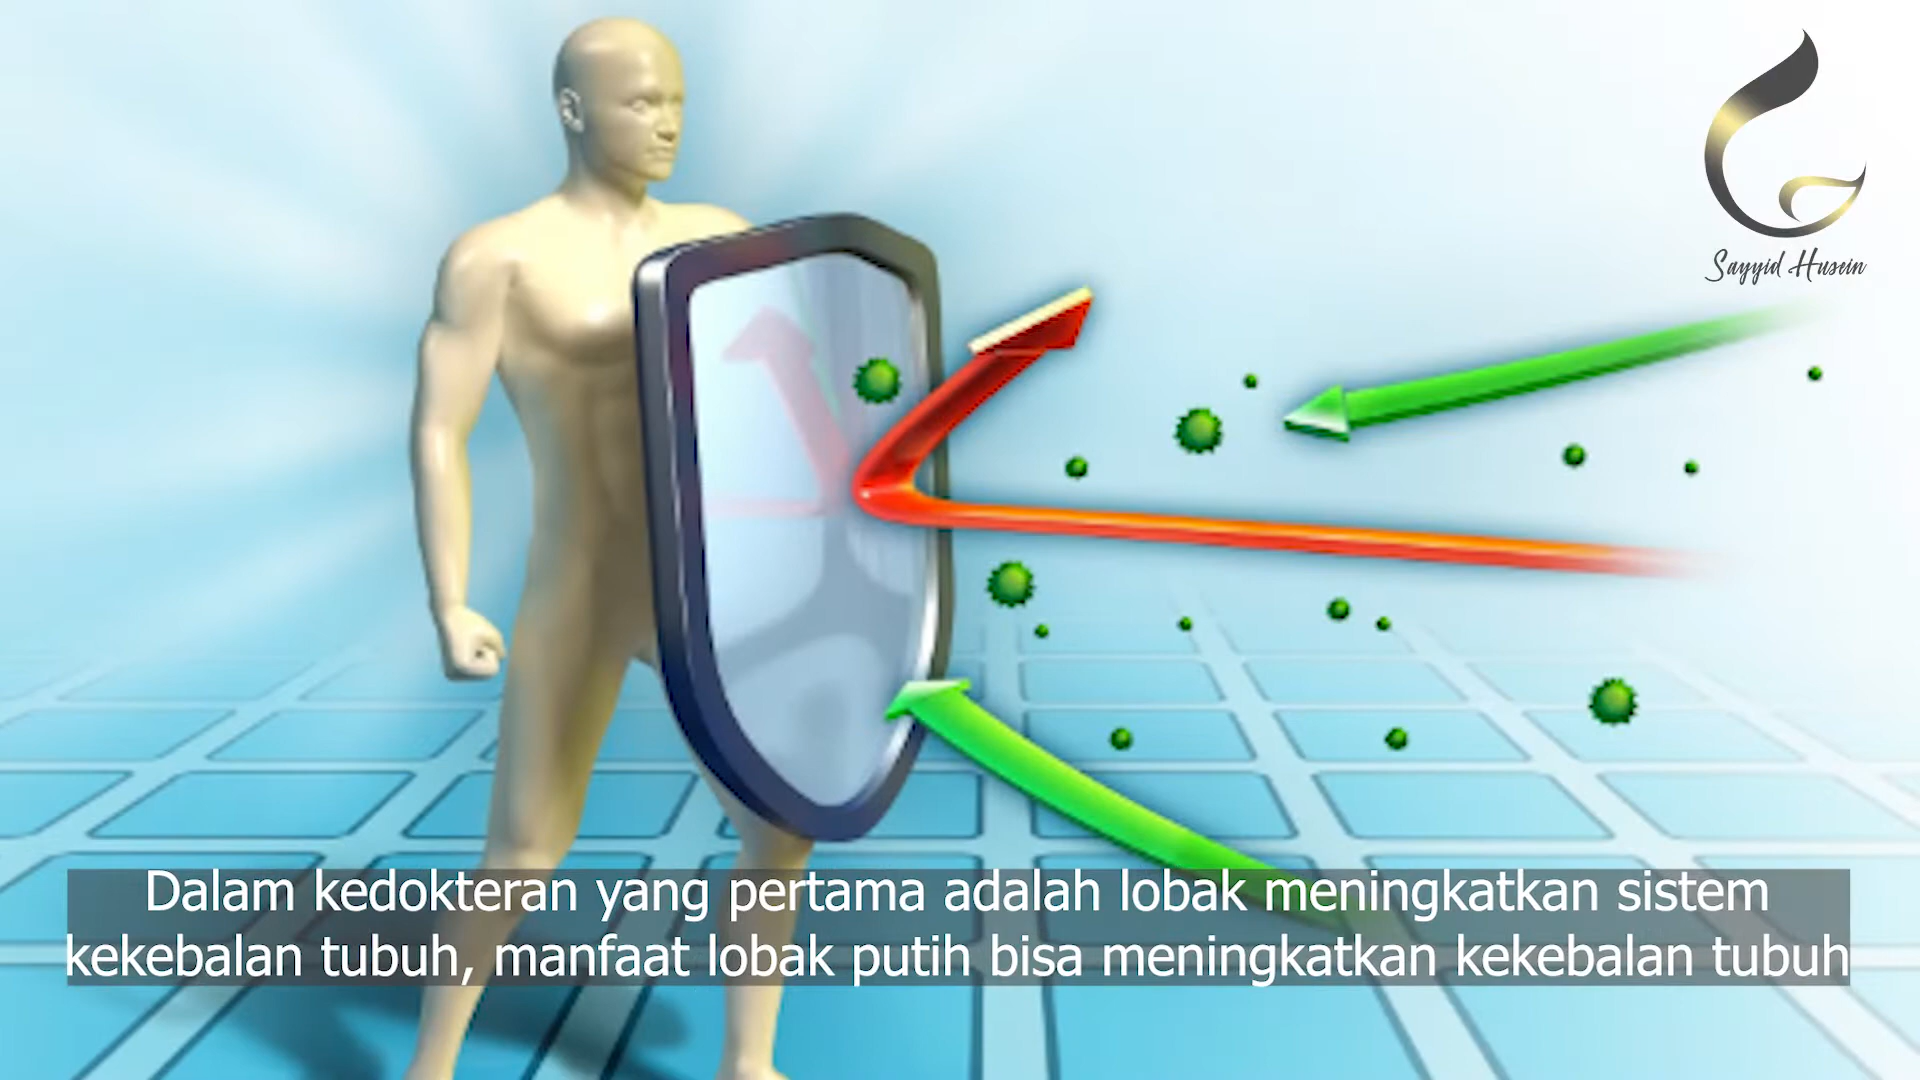 Sayyid Husein
Dalam kedokteran yang pertama adalah lobak meningkatkan sistem
kekebalan tubuh, manfaat lobak putih bisa meningkatkan kekebalan tubuh